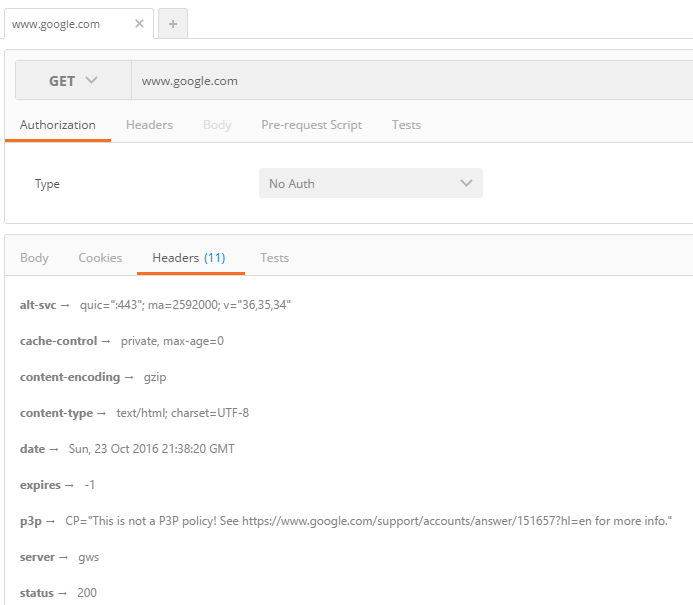 www.google.com × +
GET www.google.com
Authorization Headers Body Pre-request Script Tests
Type No Auth
Body Cookies Headers (11) Tests
alt-svc → quic=":443"; ma=2592000; v="36,35,34"
cache-control → private, max-age=0
content-encoding → gzip
content-type → text/html; charset=UTF-8
date → Sun, 23 Oct 2016 21:38:20 GMT
expires → -1
p3p → CP="This is not a P3P policy! See https://www.google.com/support/accounts/answer/151657?hl=en for more info."
server → gws
status → 200